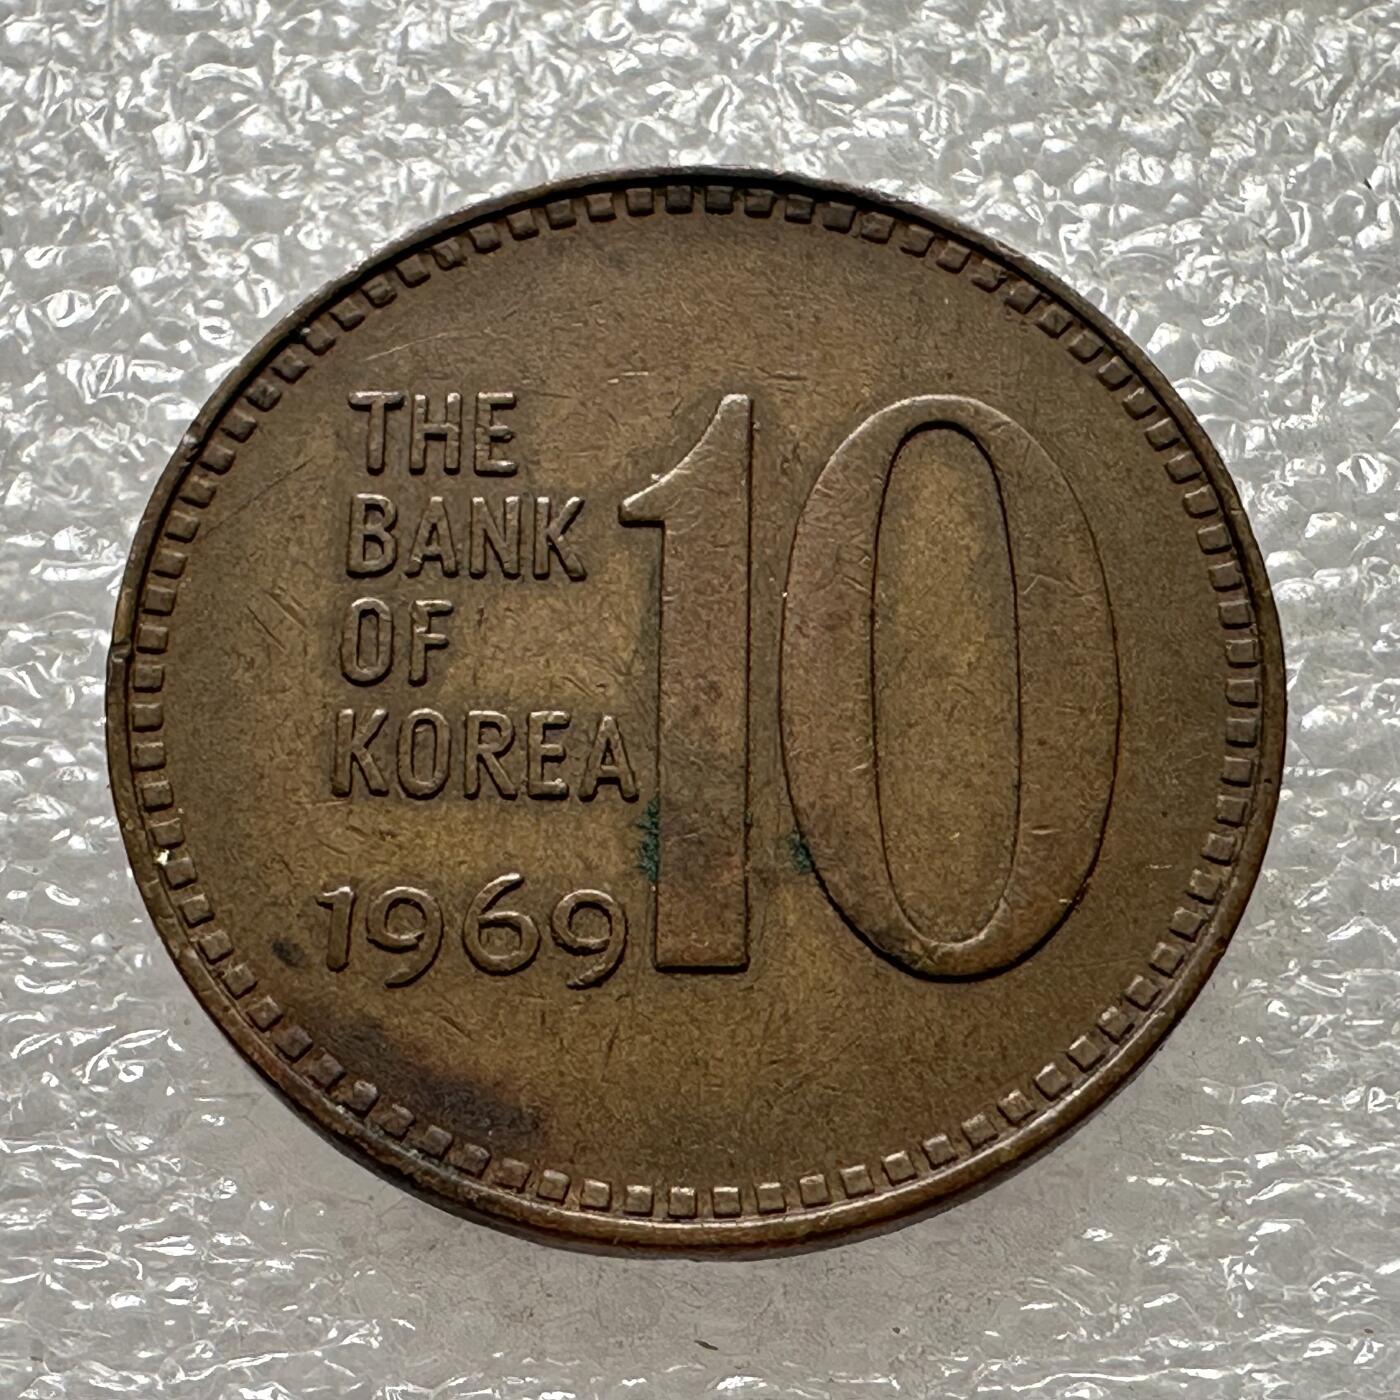 THE
BANK
OF
KOREA
1969
10